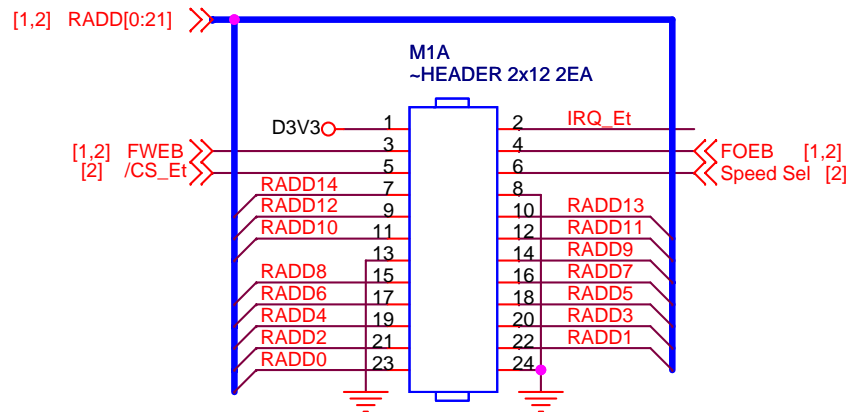 [1,2] RADD[0:21]
M1A
~HEADER 2x12 2EA
D3V3 1 2 IRQ_Et
[1,2] FWEB 3 4 FOEB [1,2]
[2] /CS_Et 5 6 Speed Sel [2]
RADD14 7 8
RADD12 9 10 RADD13
RADD10 11 12 RADD11
13 14 RADD9
RADD8 15 16 RADD7
RADD6 17 18 RADD5
RADD4 19 20 RADD3
RADD2 21 22 RADD1
RADD0 23 24